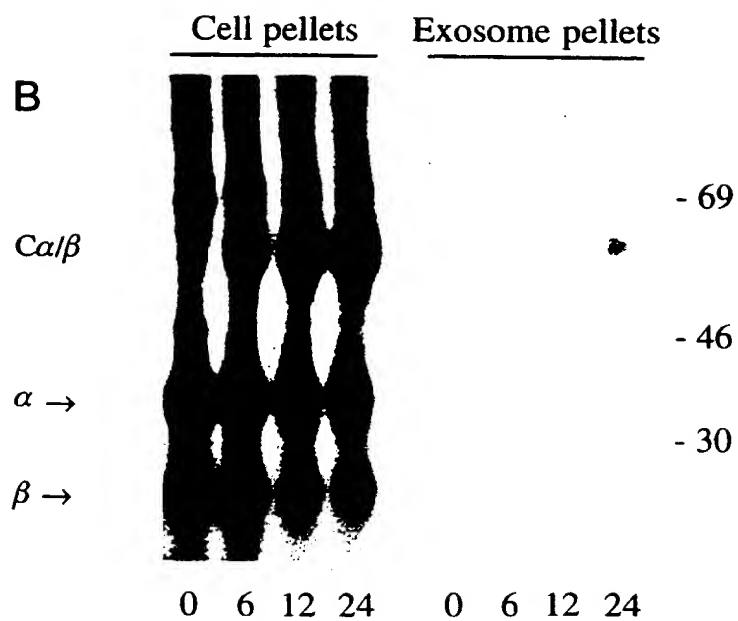 Cell pellets Exosome pellets
B
- 69
Cα/β
- 46
α →
- 30
β →
0 6 12 24 0 6 12 24